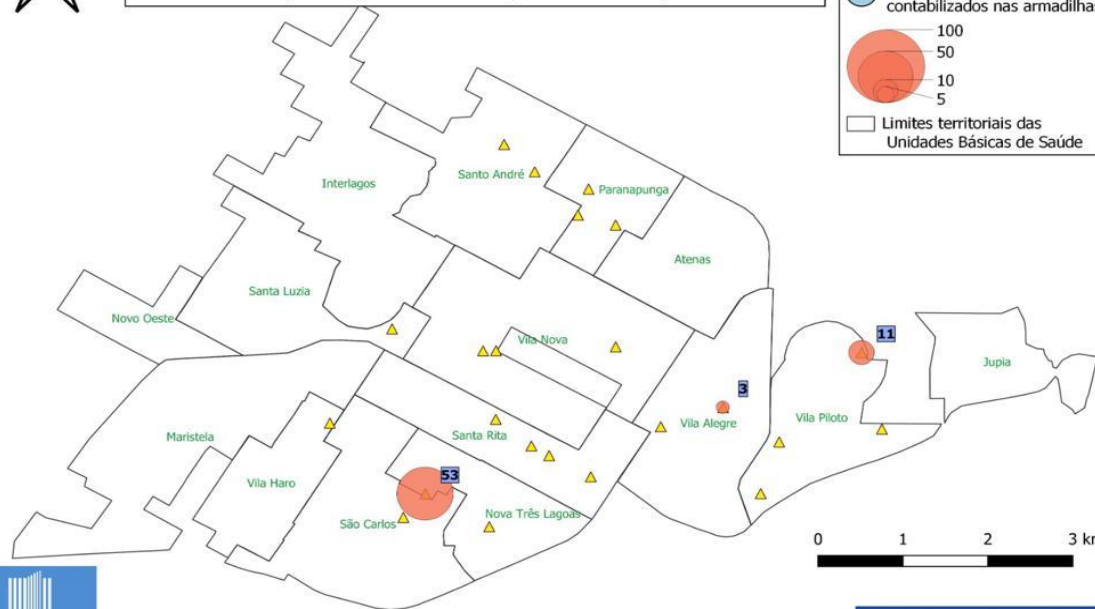 contabilizados nas armadilhas
100
50
10
5
Limites territoriais das
Unidades Básicas de Saúde
Santo André
Interlagos
Paranapunga
Atenas
Santa Luzia
Novo Oeste
Vila Nova
11
Jupia
3
Vila Alegre
Vila Piloto
Maristela
Santa Rita
53
Vila Haro
São Carlos
Nova Três Lagoas
0 1 2 3 km